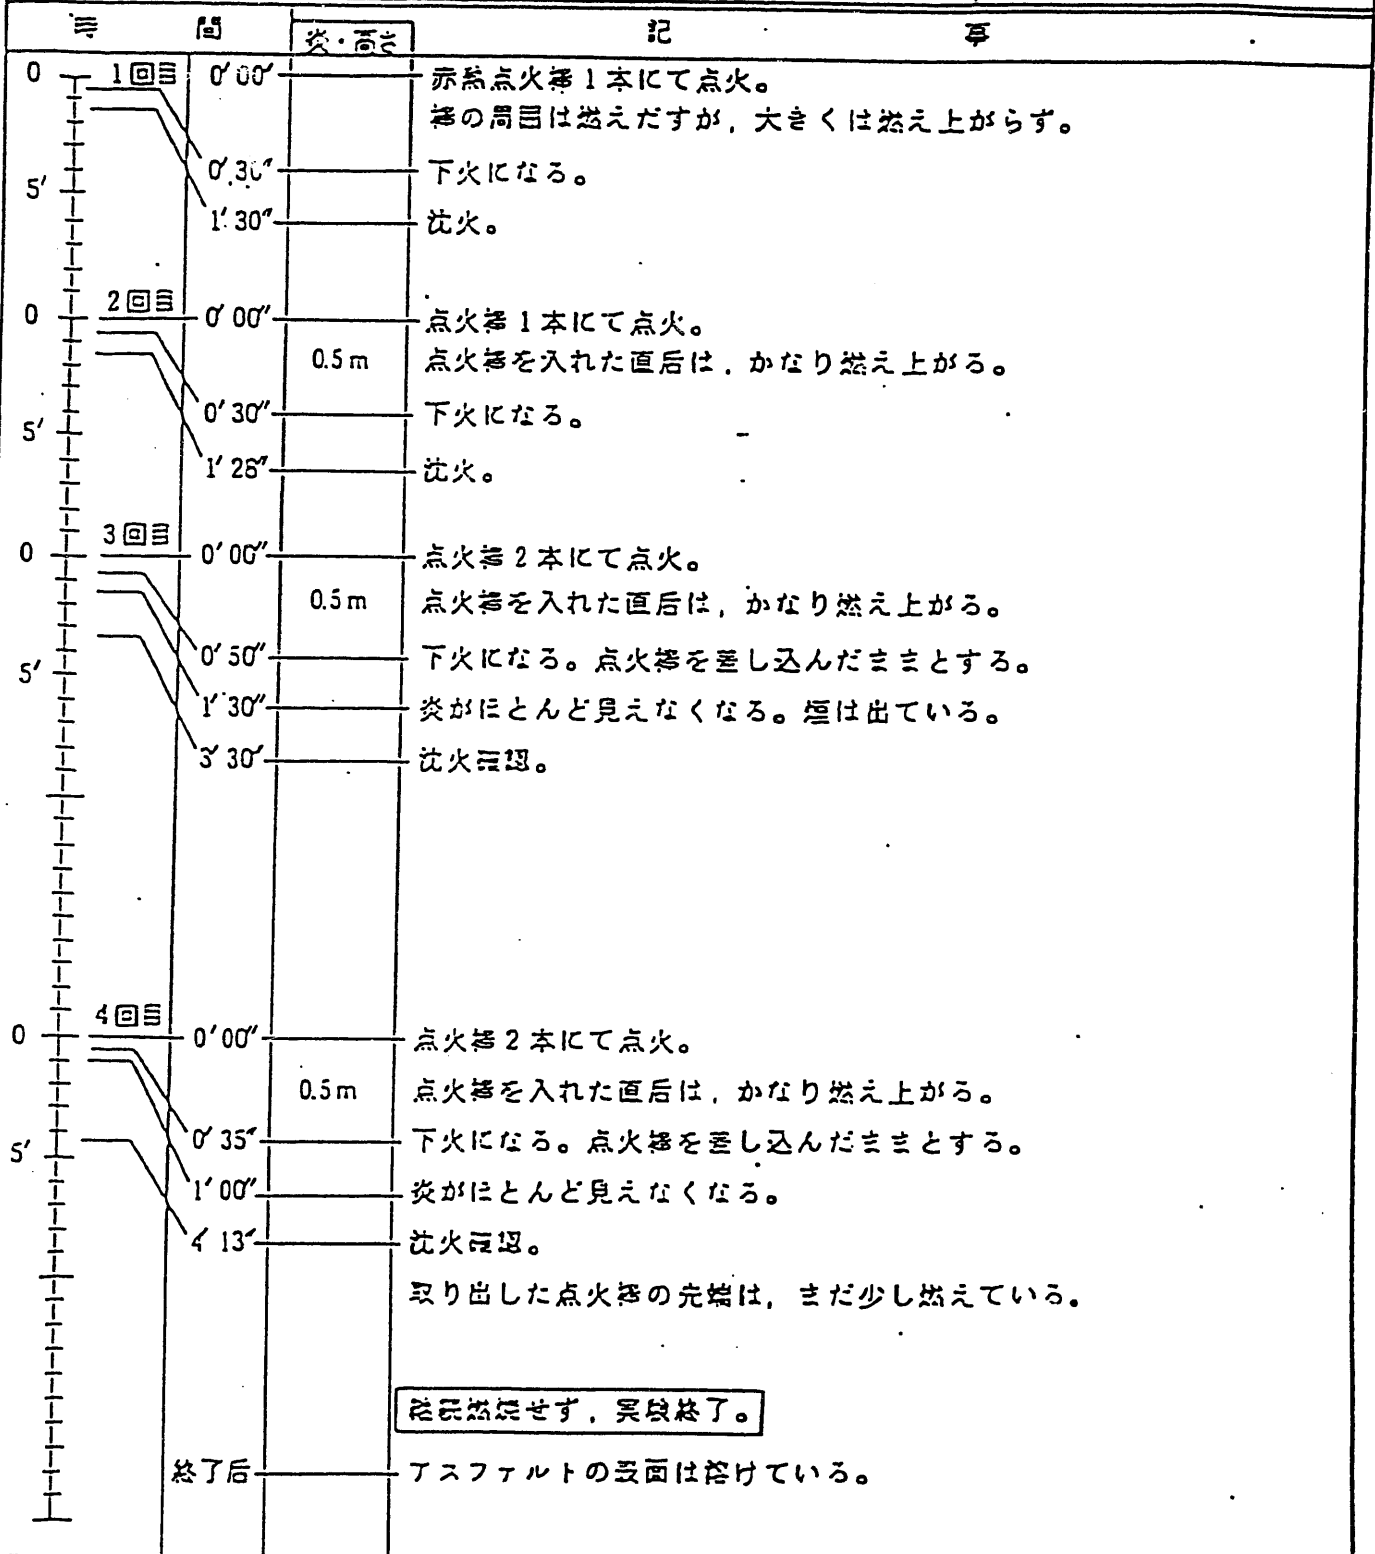 時 間 炎・高さ 記 事
0 1回目 0'00" 赤熱点火棒1本にて点火。
棒の周囲は燃えだすが，大きくは燃え上がらず。
0'30" 下火になる。
5'
1'30" 沈火。
0 2回目 0'00" 点火棒1本にて点火。
0.5m 点火棒を入れた直后は，かなり燃え上がる。
0'30" 下火になる。
5'
1'28" 沈火。
0 3回目 0'00" 点火棒2本にて点火。
0.5m 点火棒を入れた直后は，かなり燃え上がる。
0'50" 下火になる。点火棒を差し込んだままとする。
5'
1'30" 炎がほとんど見えなくなる。煙は出ている。
3'30" 沈火確認。
0 4回目 0'00" 点火棒2本にて点火。
0.5m 点火棒を入れた直后は，かなり燃え上がる。
0'35" 下火になる。点火棒を差し込んだままとする。
5'
1'00" 炎がほとんど見えなくなる。
4'13" 沈火確認。
取り出した点火棒の先端は，まだ少し燃えている。
継続燃焼せず，実験終了。
終了后 アスファルトの表面は溶けている。